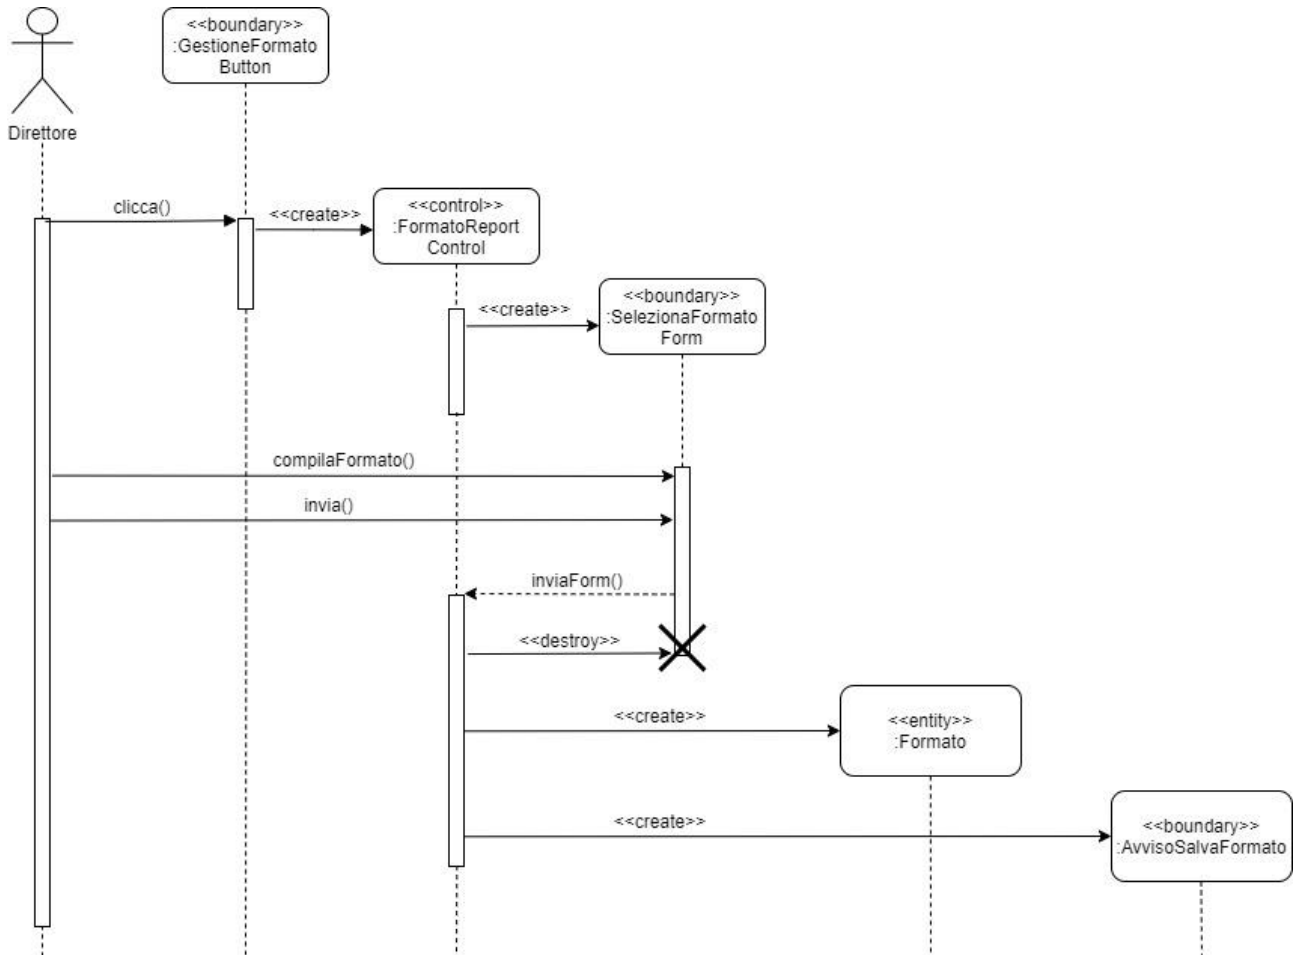 <<boundary>>
:GestioneFormato
Button
Direttore
clicca()
<<create>>
<<control>>
:FormatoReport
Control
<<create>>
<<boundary>>
:SelezionaFormato
Form
compilaFormato()
invia()
inviaForm()
<<destroy>>
<<create>>
<<entity>>
:Formato
<<create>>
<<boundary>>
:AvvisoSalvaFormato